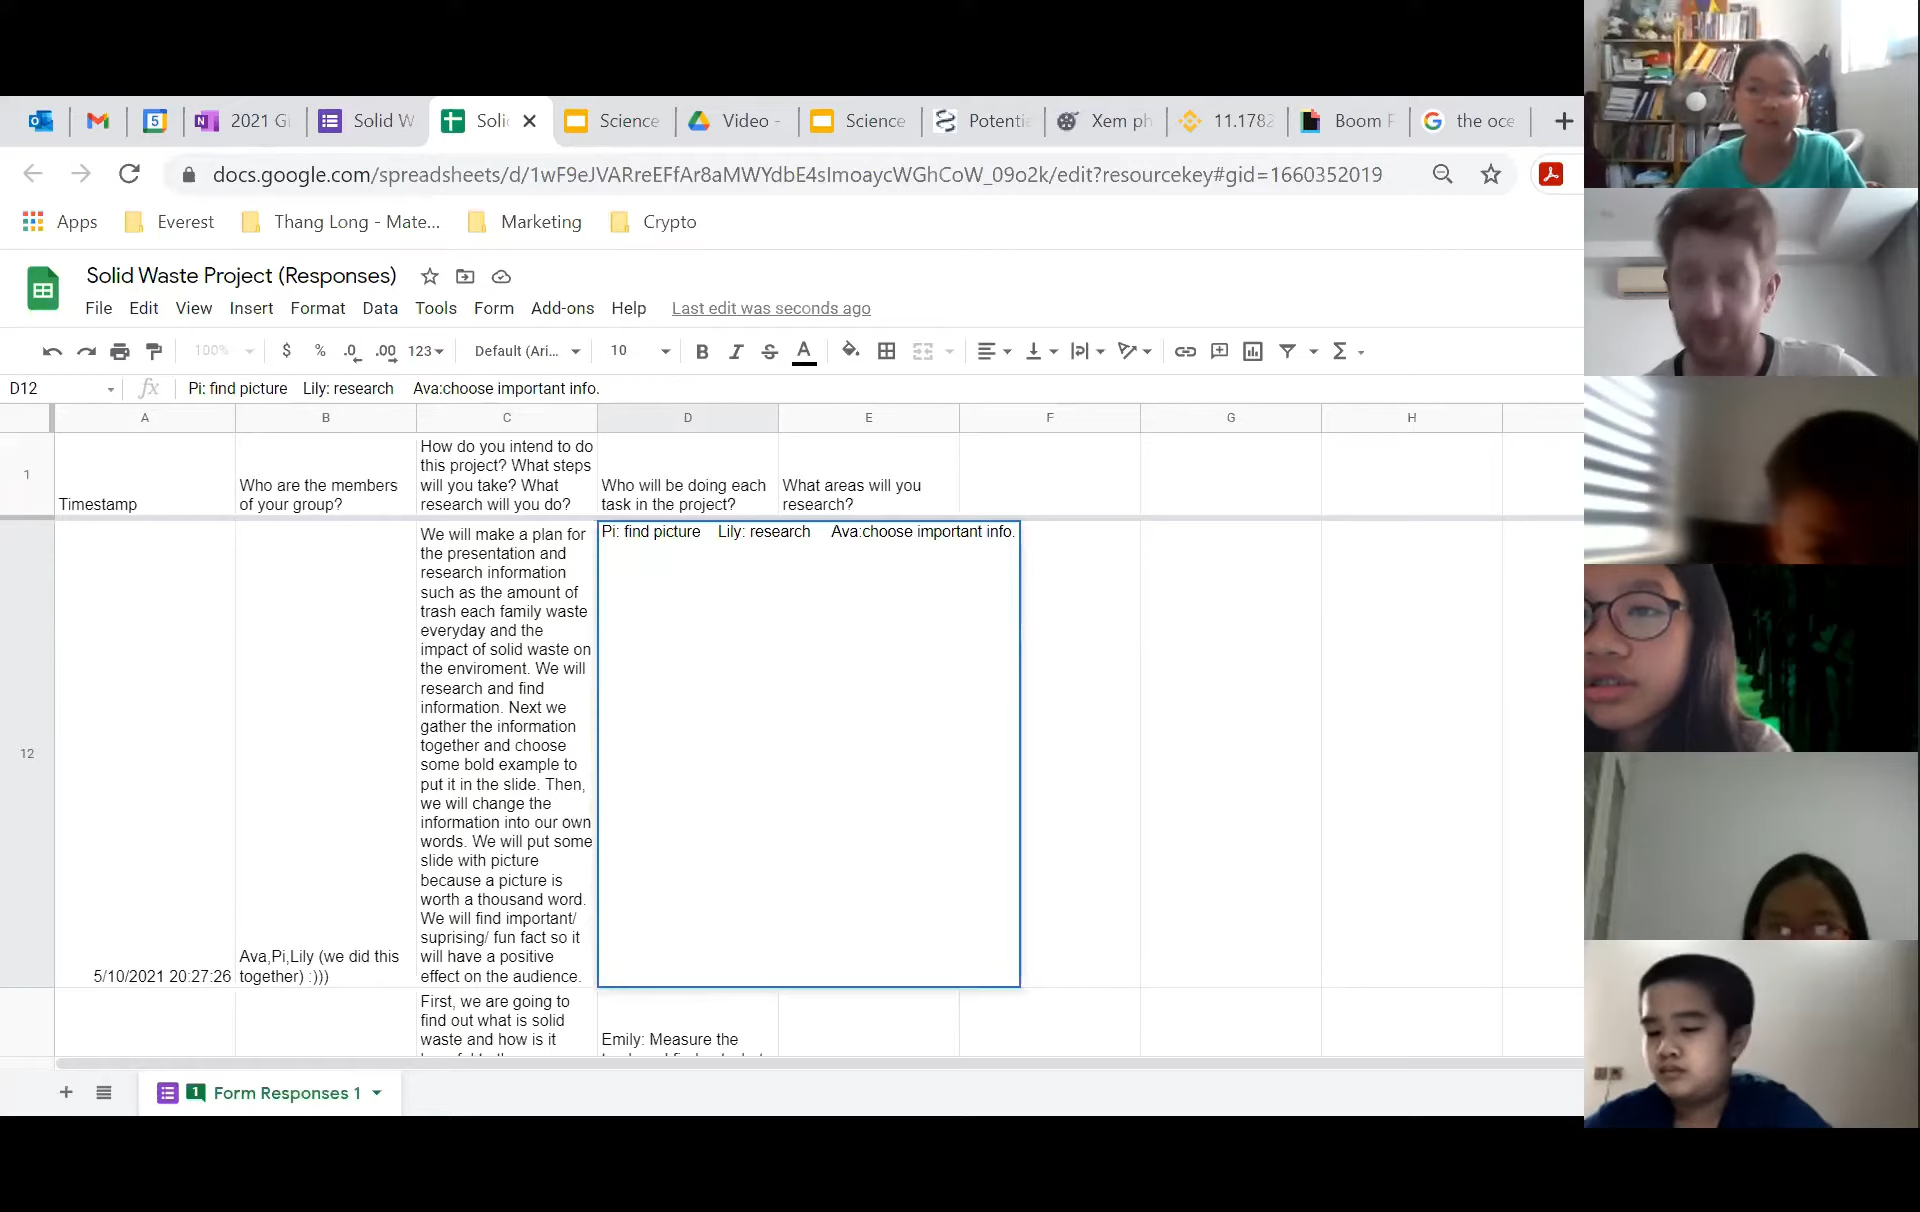 2021 Gi
Solid W
Soli
Science
Video -
Science
Potentia
Xem ph
11.1782
Boom F
the oce
docs.google.com/spreadsheets/d/1wF9eJVARreEFfAr8aMWYdbE4sImoaycWGhCoW_09o2k/edit?resourcekey#gid=1660352019
Apps
Everest
Thang Long - Mate...
Marketing
Crypto
Solid Waste Project (Responses)
File Edit View Insert Format Data Tools Form Add-ons Help Last edit was seconds ago
100% $ % .0 .00 123 Default (Ari... 10 B I S A Σ
D12 fx Pi: find picture Lily: research Ava:choose important info.
A B C D E F G H
1
Timestamp
Who are the members
of your group?
How do you intend to do
this project? What steps
will you take? What
research will you do?
Who will be doing each
task in the project?
What areas will you
research?
12
5/10/2021 20:27:26
Ava,Pi,Lily (we did this
together) :)))
We will make a plan for
the presentation and
research information
such as the amount of
trash each family waste
everyday and the
impact of solid waste on
the enviroment. We will
research and find
information. Next we
gather the information
together and choose
some bold example to
put it in the slide. Then,
we will change the
information into our own
words. We will put some
slide with picture
because a picture is
worth a thousand word.
We will find important/
suprising/ fun fact so it
will have a positive
effect on the audience.
Pi: find picture Lily: research Ava:choose important info.
First, we are going to
find out what is solid
waste and how is it
Emily: Measure the
1 Form Responses 1